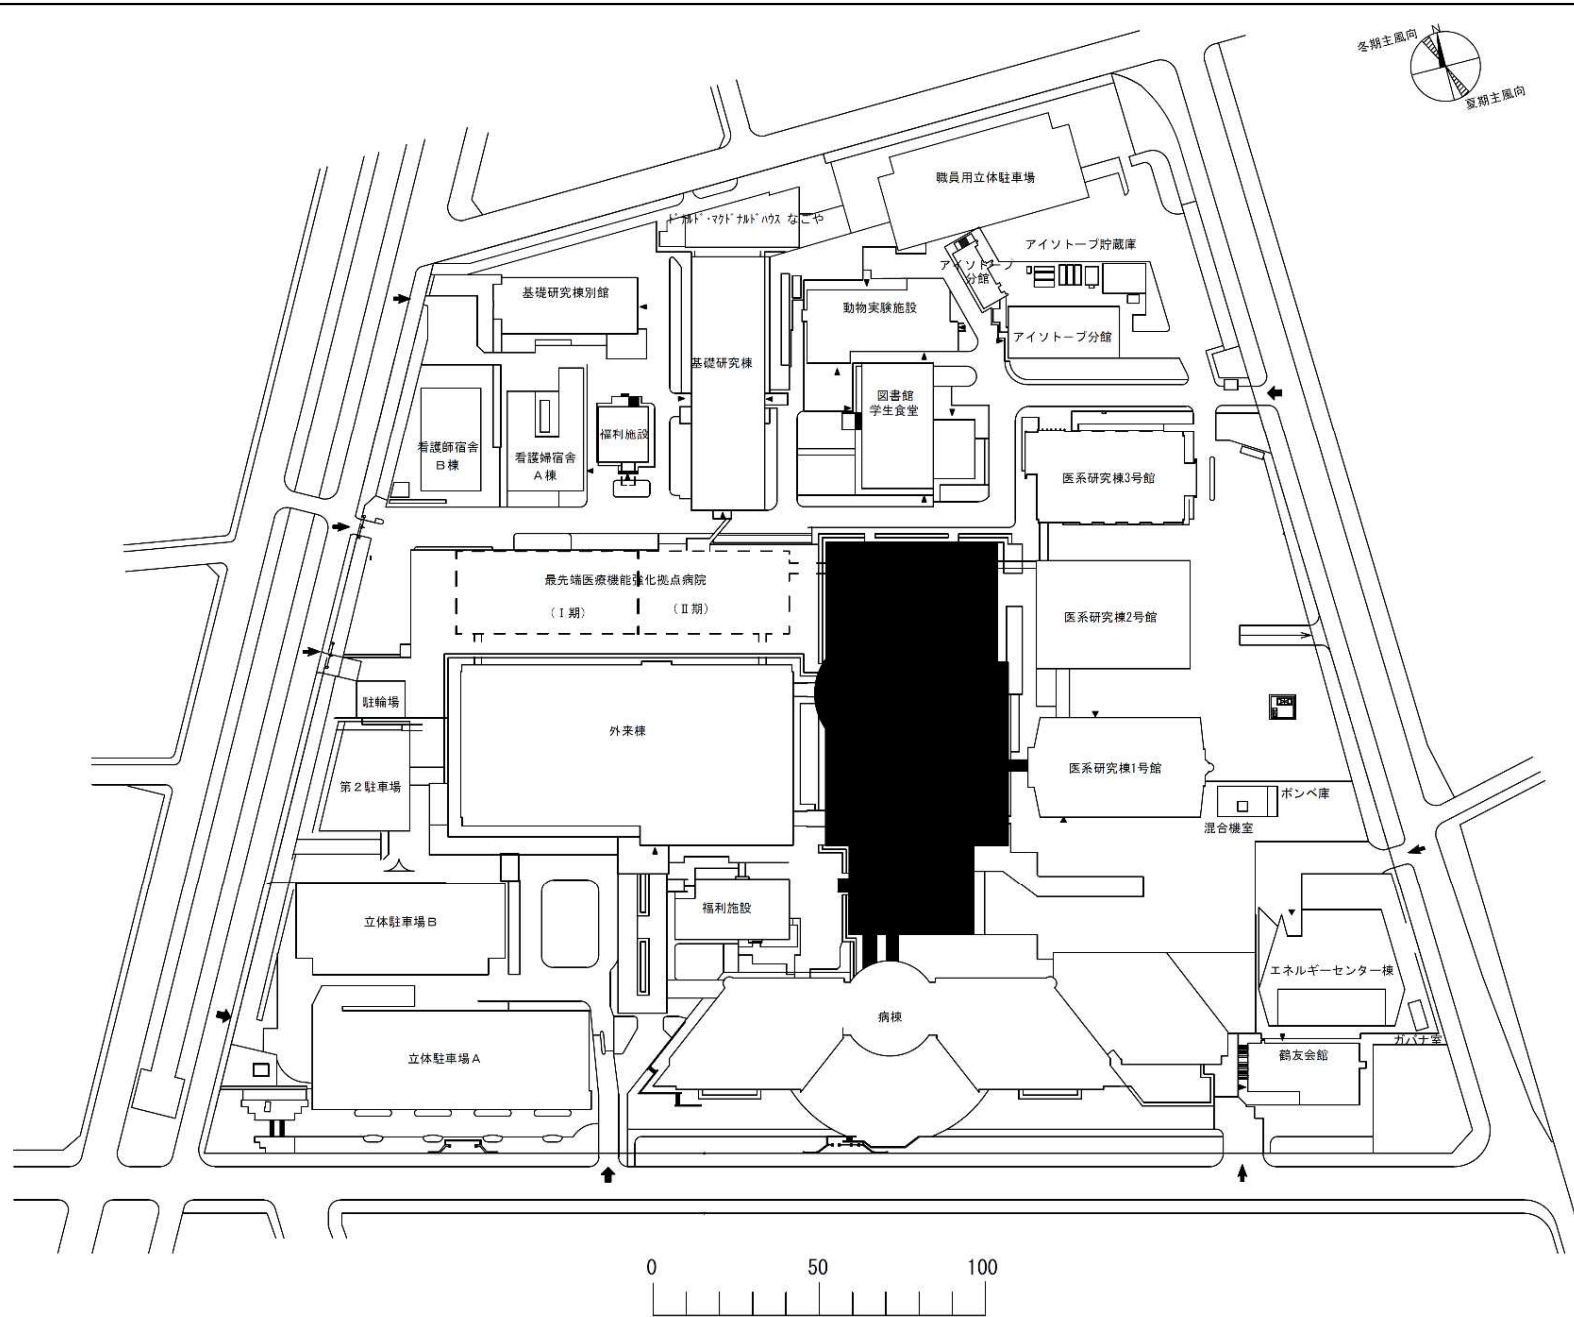 冬期主風向
N
夏期主風向
職員用立体駐車場
ﾄﾞﾅﾙﾄﾞ･ﾏｸﾄﾞﾅﾙﾄﾞﾊｳｽ なごや
アイソトープ貯蔵庫
アイソトープ
分館
基礎研究棟別館
動物実験施設
アイソトープ分館
基礎研究棟
図書館
学生食堂
福利施設
看護師宿舎
B棟
看護婦宿舎
A棟
医系研究棟3号館
最先端医療機能強化拠点病院
(Ⅰ期)
(Ⅱ期)
医系研究棟2号館
駐輪場
外来棟
医系研究棟1号館
第2駐車場
ボンベ庫
混合機室
立体駐車場B
福利施設
エネルギーセンター棟
病棟
ガバナ室
立体駐車場A
鶴友会館
0
50
100